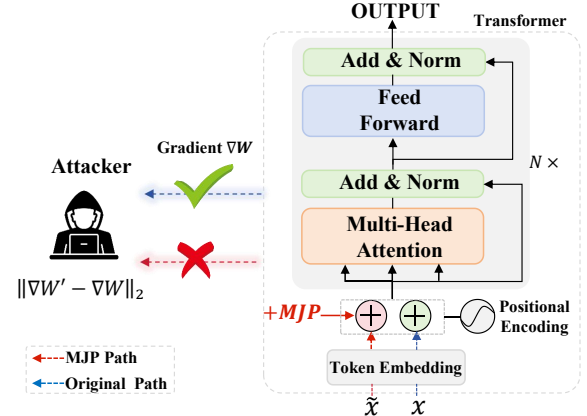 OUTPUT
Transformer
Add & Norm
Feed
Forward
N ×
Gradient ∇W
Attacker
Add & Norm
Multi-Head
Attention
‖∇W′ − ∇W‖₂
+MJP
Positional
Encoding
MJP Path
Token Embedding
Original Path
x̃
x